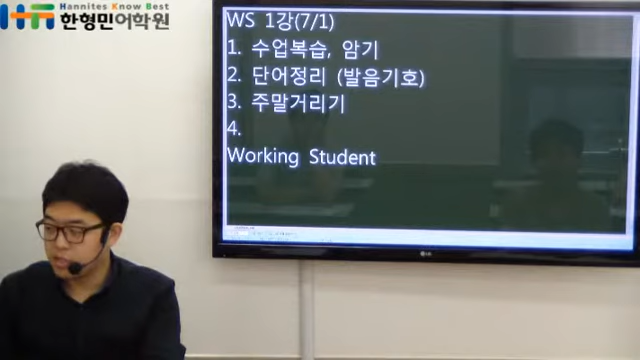 Hannites Know Best
한형민어학원
WS 1강(7/1)
1. 수업복습, 암기
2. 단어정리 (발음기호)
3. 주말거리기
4.
Working Student
LG